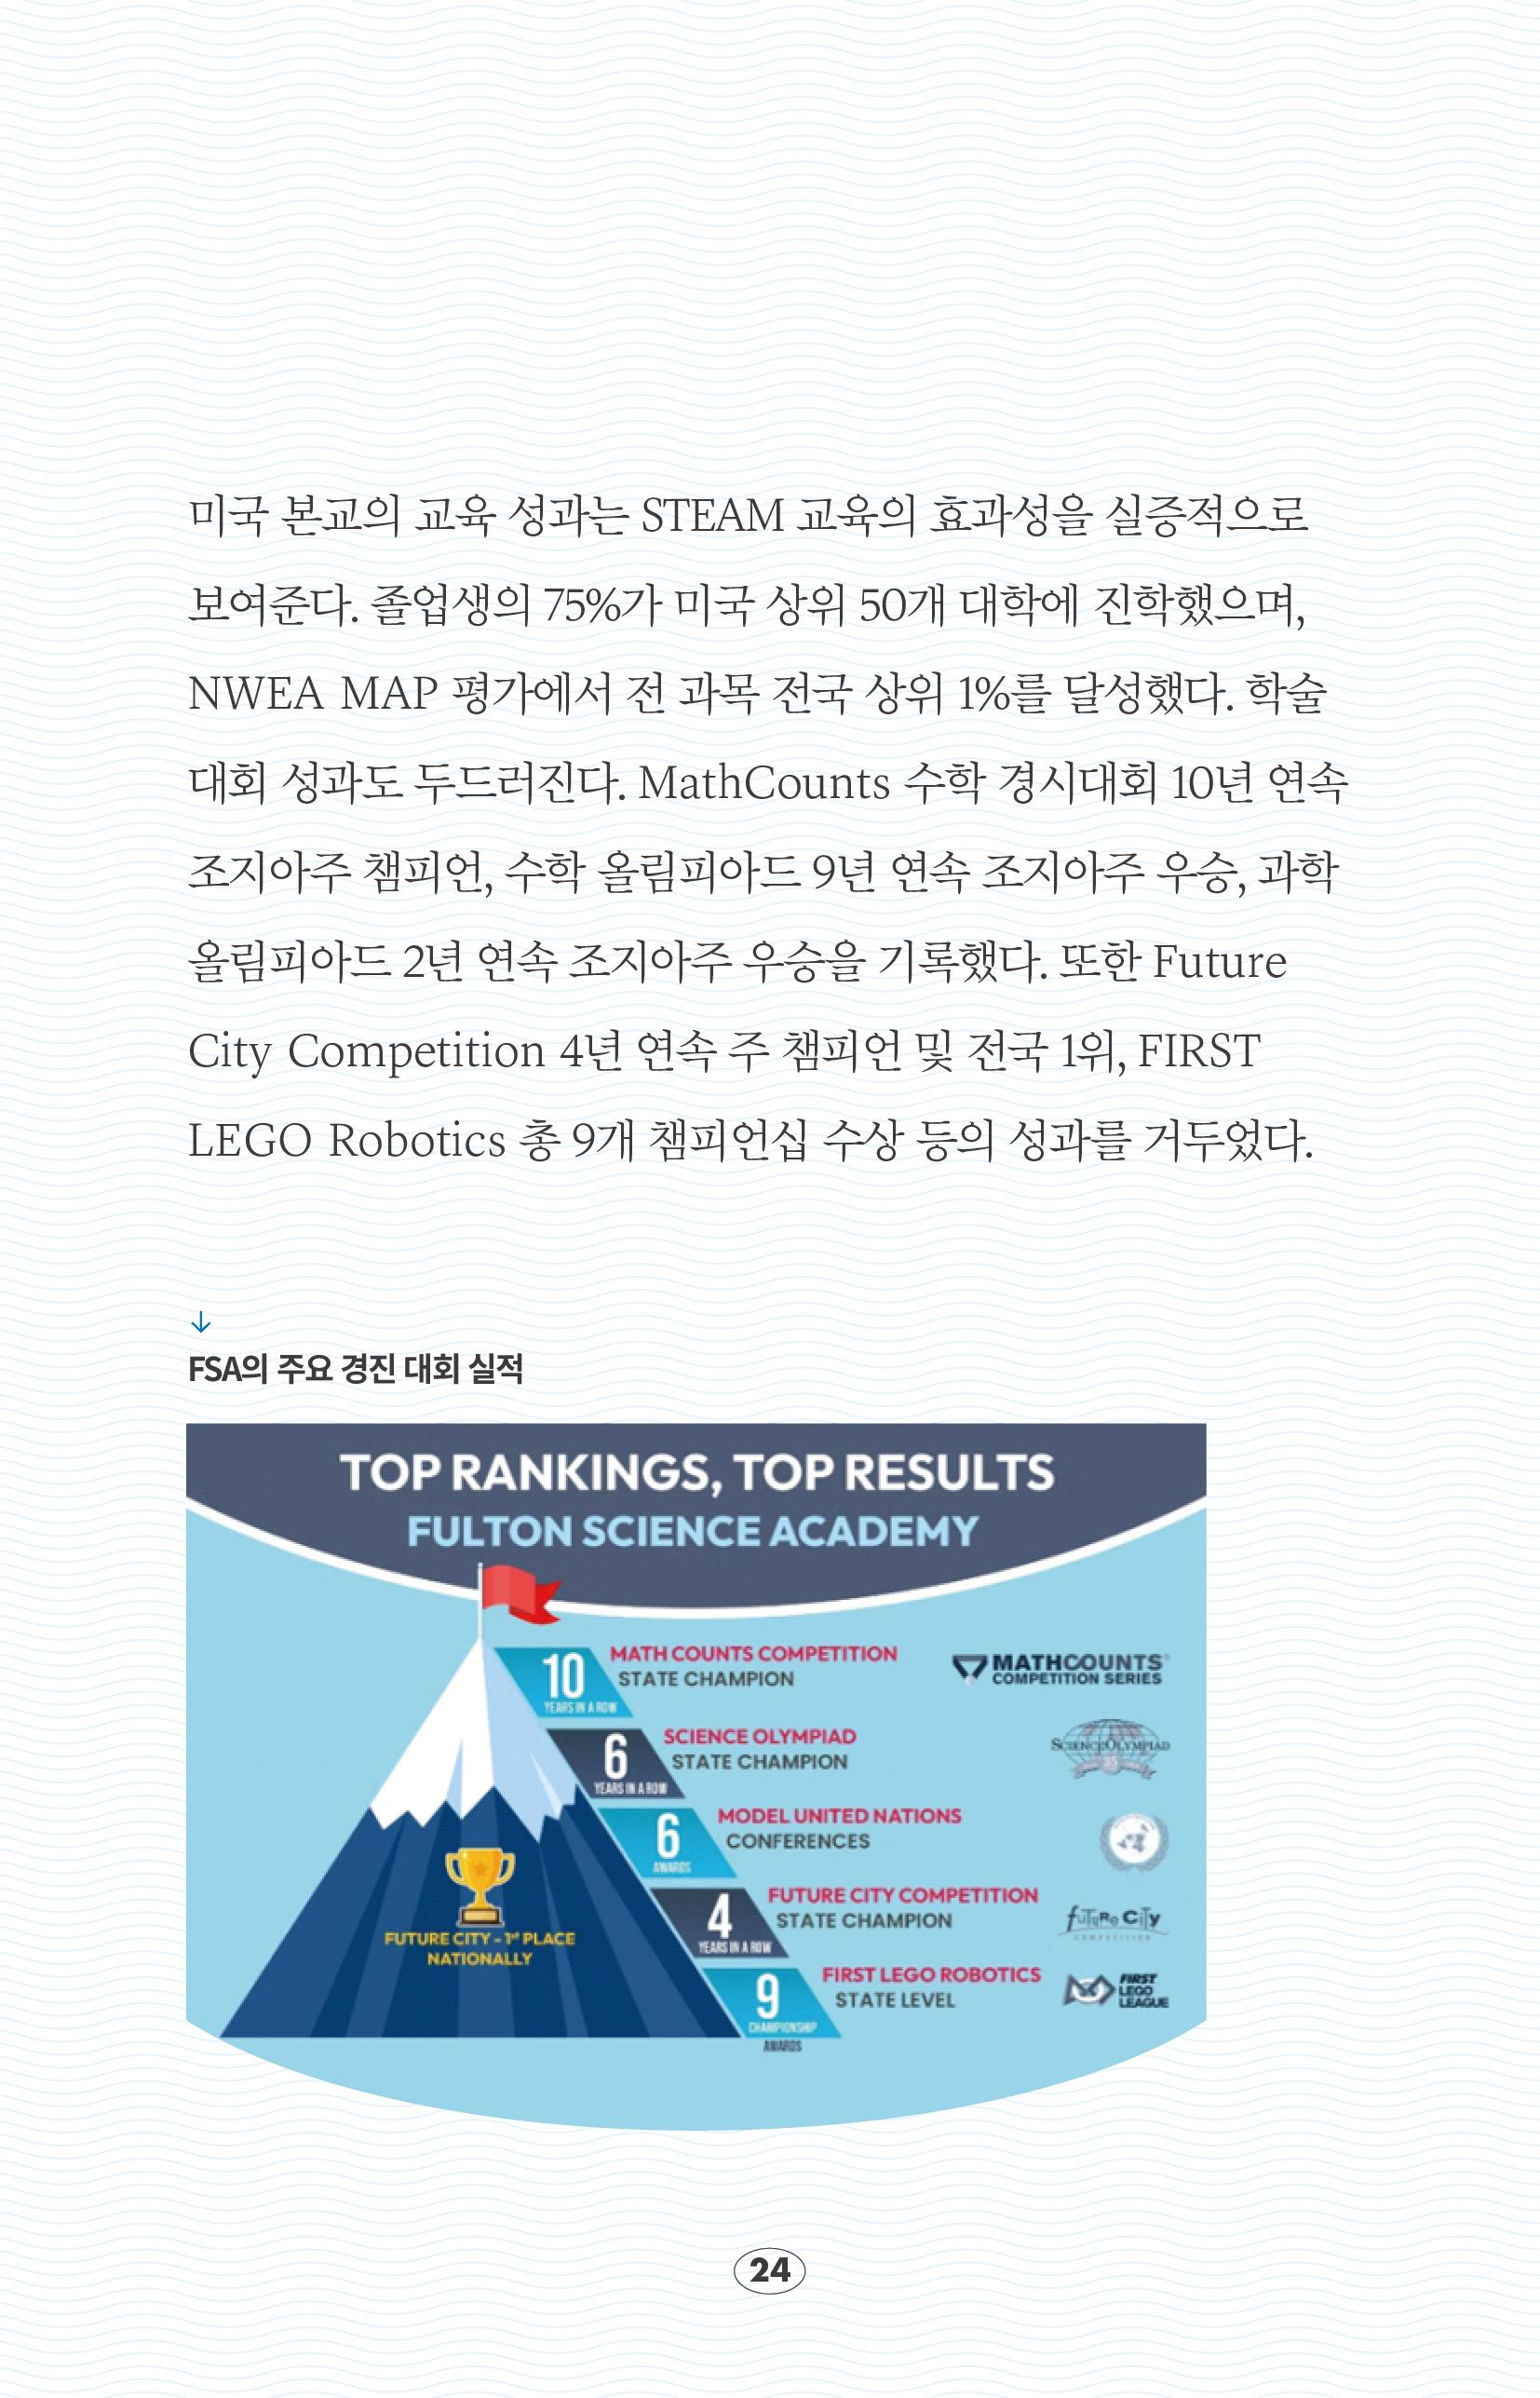 미국 본교의 교육 성과는 STEAM 교육의 효과성을 실증적으로
보여준다. 졸업생의 75%가 미국 상위 50개 대학에 진학했으며,
NWEA MAP 평가에서 전 과목 전국 상위 1%를 달성했다. 학술
대회 성과도 두드러진다. MathCounts 수학 경시대회 10년 연속
조지아주 챔피언, 수학 올림피아드 9년 연속 조지아주 우승, 과학
올림피아드 2년 연속 조지아주 우승을 기록했다. 또한 Future
City Competition 4년 연속 주 챔피언 및 전국 1위, FIRST
LEGO Robotics 총 9개 챔피언십 수상 등의 성과를 거두었다.
↓
FSA의 주요 경진 대회 실적
TOP RANKINGS, TOP RESULTS
FULTON SCIENCE ACADEMY
10
YEARS IN A ROW
MATH COUNTS COMPETITION
STATE CHAMPION
MATHCOUNTS
COMPETITION SERIES
6
YEARS IN A ROW
SCIENCE OLYMPIAD
STATE CHAMPION
SCIENCE OLYMPIAD
35
6
AWARDS
MODEL UNITED NATIONS
CONFERENCES
4
YEARS IN A ROW
FUTURE CITY COMPETITION
STATE CHAMPION
fuTuRe CiTy
COMPETITION
9
CHAMPIONSHIP
AWARDS
FIRST LEGO ROBOTICS
STATE LEVEL
FIRST
LEGO
LEAGUE
FUTURE CITY - 1st PLACE
NATIONALLY
24